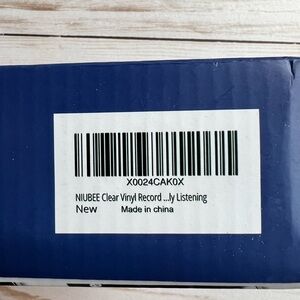 X0024CAK0X
NIUBEE Clear Vinyl Record ...ly Listening
New Made in china